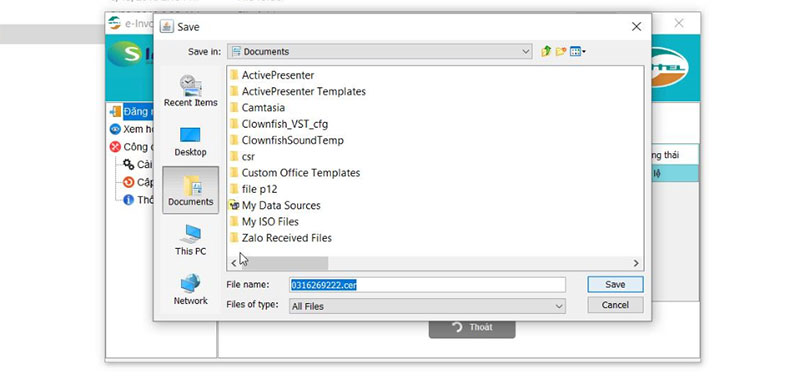 e-Invo
Save
Save in:
Documents
Recent Items
Desktop
Documents
This PC
Network
ActivePresenter
ActivePresenter Templates
Camtasia
Clownfish_VST_cfg
ClownfishSoundTemp
csr
Custom Office Templates
file p12
My Data Sources
My ISO Files
Zalo Received Files
File name:
0316269222.cer
Save
Files of type:
All Files
Cancel
Đăng n
Xem hó
Công c
Cài
Cập
Thô
ng thái
lệ
Thoát